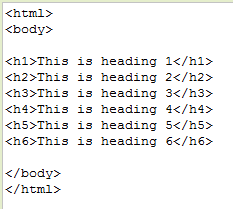 <html>
<body>
<h1>This is heading 1</h1>
<h2>This is heading 2</h2>
<h3>This is heading 3</h3>
<h4>This is heading 4</h4>
<h5>This is heading 5</h5>
<h6>This is heading 6</h6>
</body>
</html>